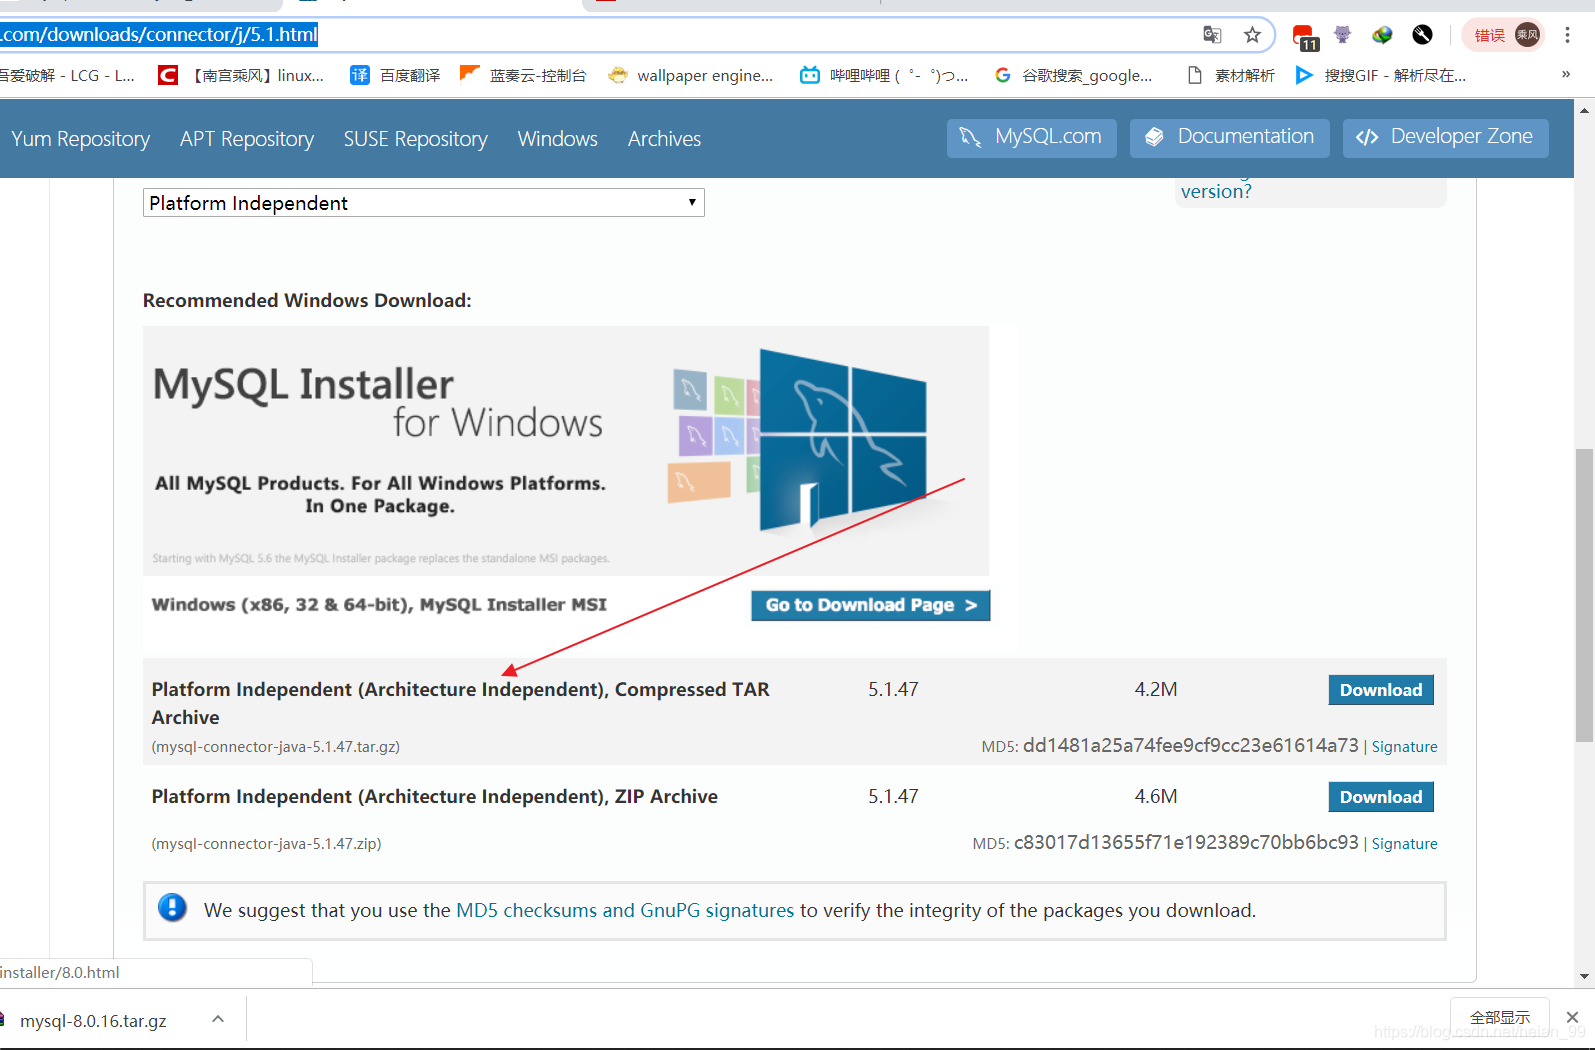 .com/downloads/connector/j/5.1.html
11
错误
乘风
吾爱破解 - LCG - L...
【南宫乘风】linux...
译 百度翻译
蓝奏云-控制台
wallpaper engine...
哔哩哔哩 ( ゜- ゜)つ...
谷歌搜索_google...
素材解析
搜搜GIF - 解析尽在...
»
Yum Repository
APT Repository
SUSE Repository
Windows
Archives
MySQL.com
Documentation
Developer Zone
version?
Platform Independent
Recommended Windows Download:
MySQL Installer
for Windows
All MySQL Products. For All Windows Platforms.
In One Package.
Starting with MySQL 5.6 the MySQL Installer package replaces the standalone MSI packages.
Windows (x86, 32 & 64-bit), MySQL Installer MSI
Go to Download Page >
Platform Independent (Architecture Independent), Compressed TAR
Archive
5.1.47
4.2M
Download
(mysql-connector-java-5.1.47.tar.gz)
MD5: dd1481a25a74fee9cf9cc23e61614a73 | Signature
Platform Independent (Architecture Independent), ZIP Archive
5.1.47
4.6M
Download
(mysql-connector-java-5.1.47.zip)
MD5: c83017d13655f71e192389c70bb6bc93 | Signature
We suggest that you use the MD5 checksums and GnuPG signatures to verify the integrity of the packages you download.
installer/8.0.html
mysql-8.0.16.tar.gz
全部显示
https://blog.csdn.net/heian_99